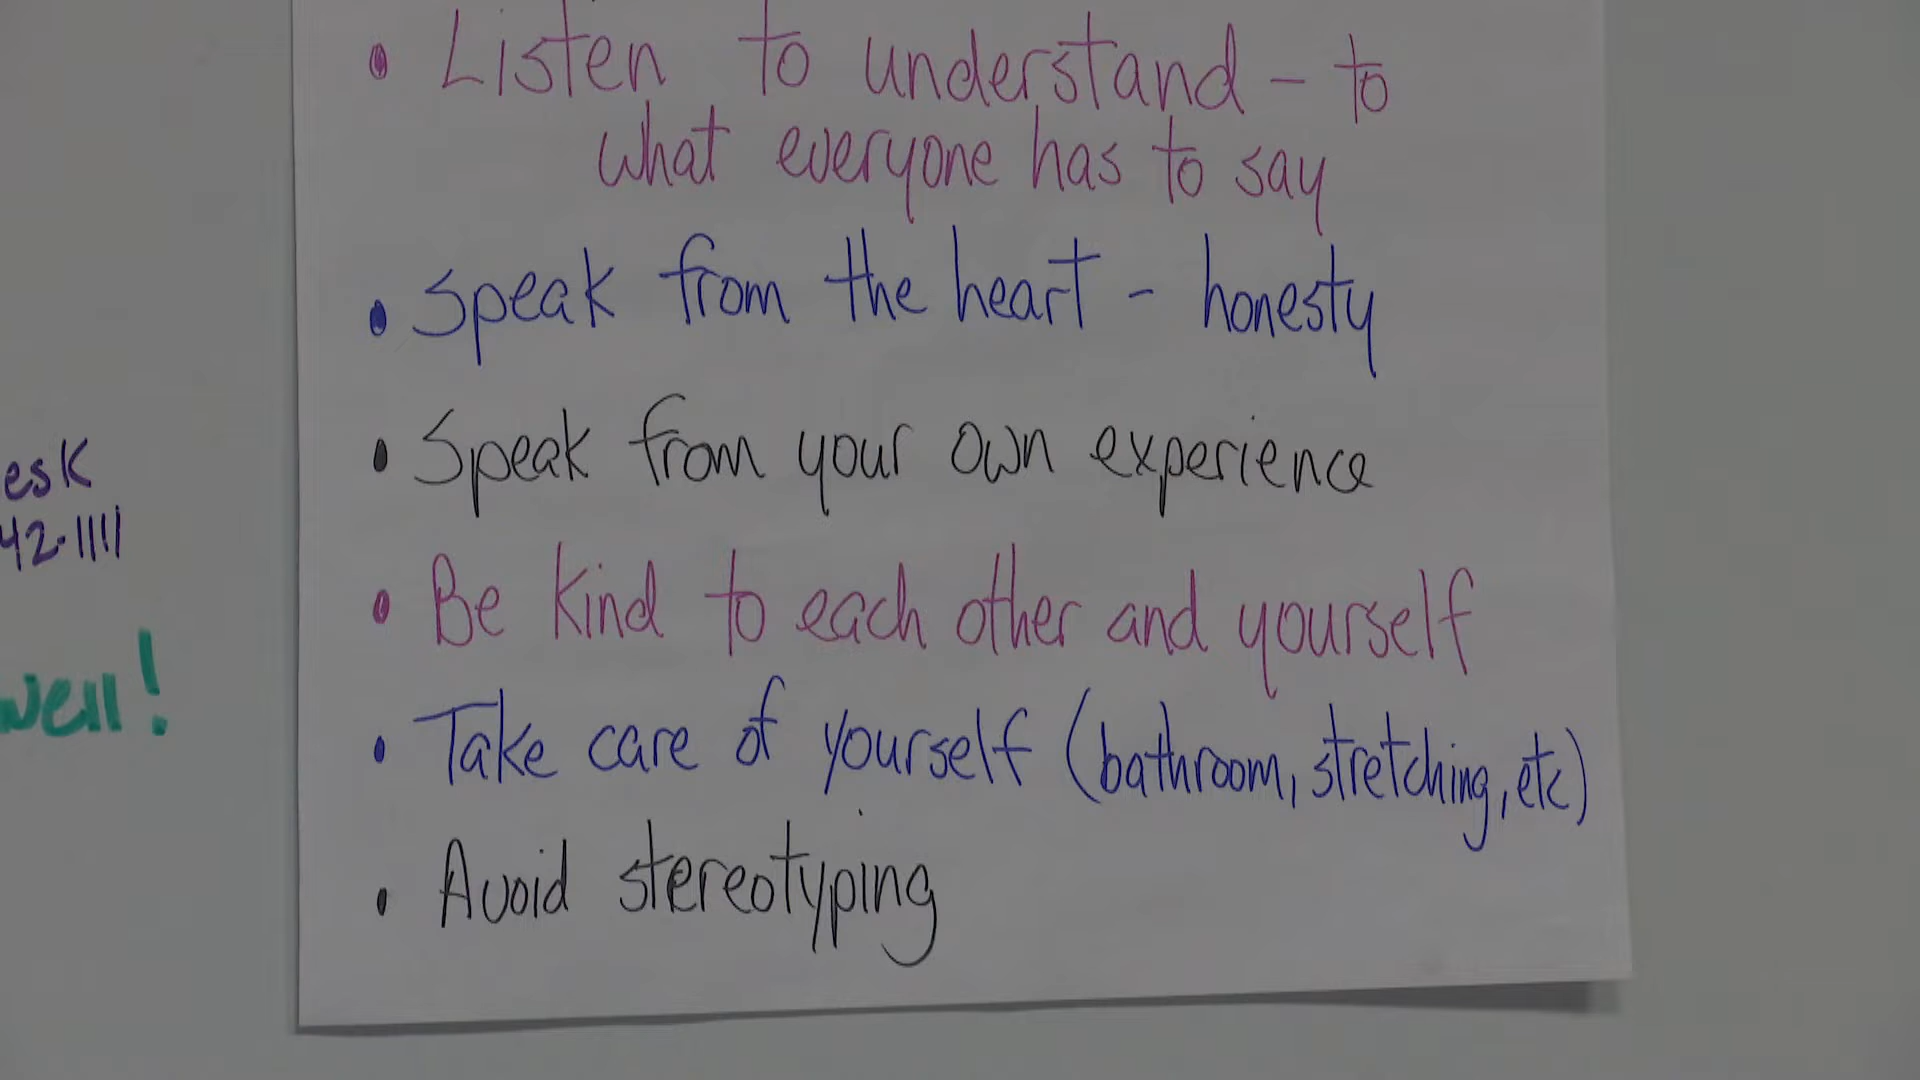 • Listen to understand - to
what everyone has to say
• Speak from the heart - honesty
• Speak from your own experience
esk
42·1111
• Be kind to each other and yourself
well!
• Take care of yourself (bathroom, stretching, etc)
• Avoid stereotyping